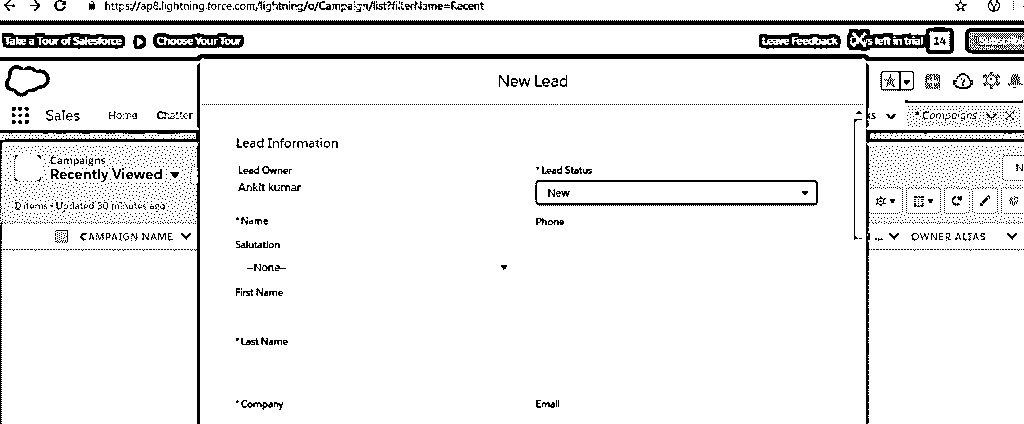 https://ap8.lightning.force.com/lightning/o/Campaign/list?filterName=Recent
Take a Tour of Salesforce Choose Your Tour Leave Feedback left in trial 14
New Lead
Sales Home Chatter * Campaigns
Lead Information
Campaigns
Recently Viewed
Lead Owner * Lead Status
Ankit kumar New
0 items • Updated 30 minutes ago
* Name Phone
CAMPAIGN NAME OWNER ALIAS
Salutation
--None--
First Name
* Last Name
* Company Email